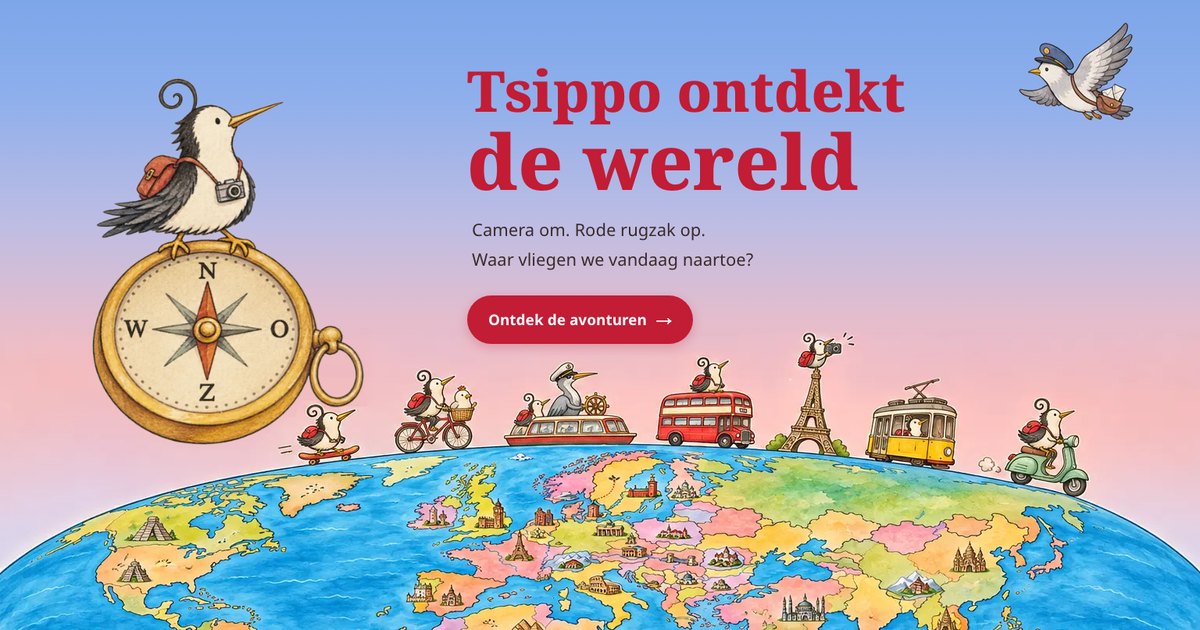 Tsippo ontdekt
de wereld
Camera om. Rode rugzak op.
Waar vliegen we vandaag naartoe?
Ontdek de avonturen →
N
W O
Z